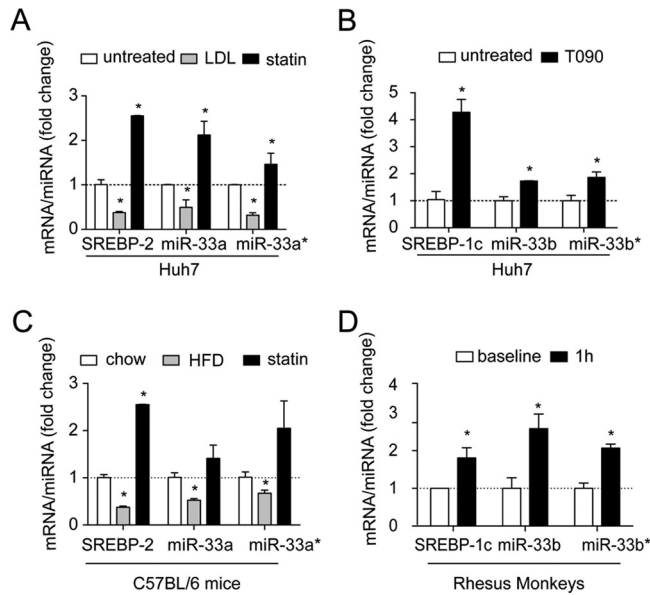 A
untreated LDL statin
mRNA/miRNA (fold change)
3
2
1
0
* * * * * *
SREBP-2 miR-33a miR-33a*
Huh7
B
untreated T090
mRNA/miRNA (fold change)
5
4
2
1
0
* * *
SREBP-1c miR-33b miR-33b*
Huh7
C
chow HFD statin
mRNA/miRNA (fold change)
3
2
1
0
* * * *
SREBP-2 miR-33a miR-33a*
C57BL/6 mice
D
baseline 1h
mRNA/miRNA (fold change)
4
3
2
1
0
* * *
SREBP-1c miR-33b miR-33b*
Rhesus Monkeys